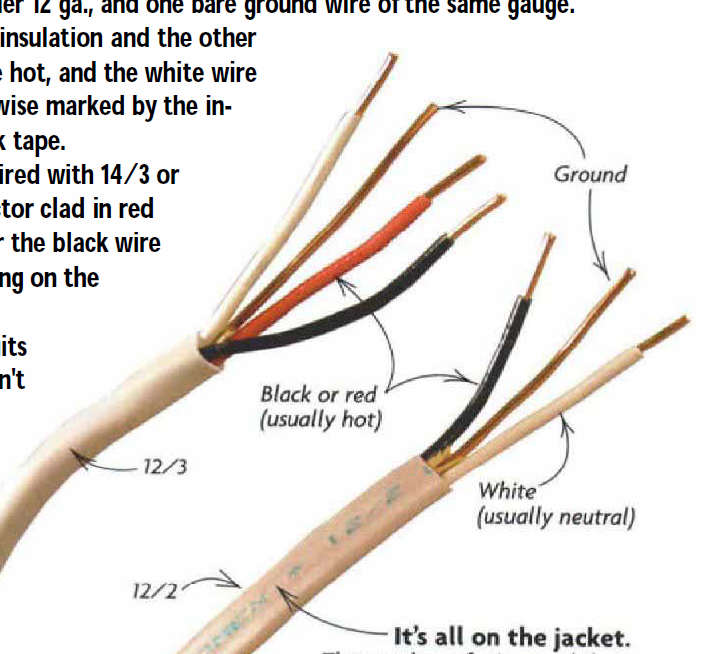 er 12 ga., and one bare ground wire of the same gauge.
insulation and the other
hot, and the white wire
wise marked by the in-
tape.
ired with 14/3 or
tor clad in red
the black wire
ng on the
its
n't
Ground
Black or red
(usually hot)
12/3
White
(usually neutral)
12/2
12/2
It's all on the jacket.